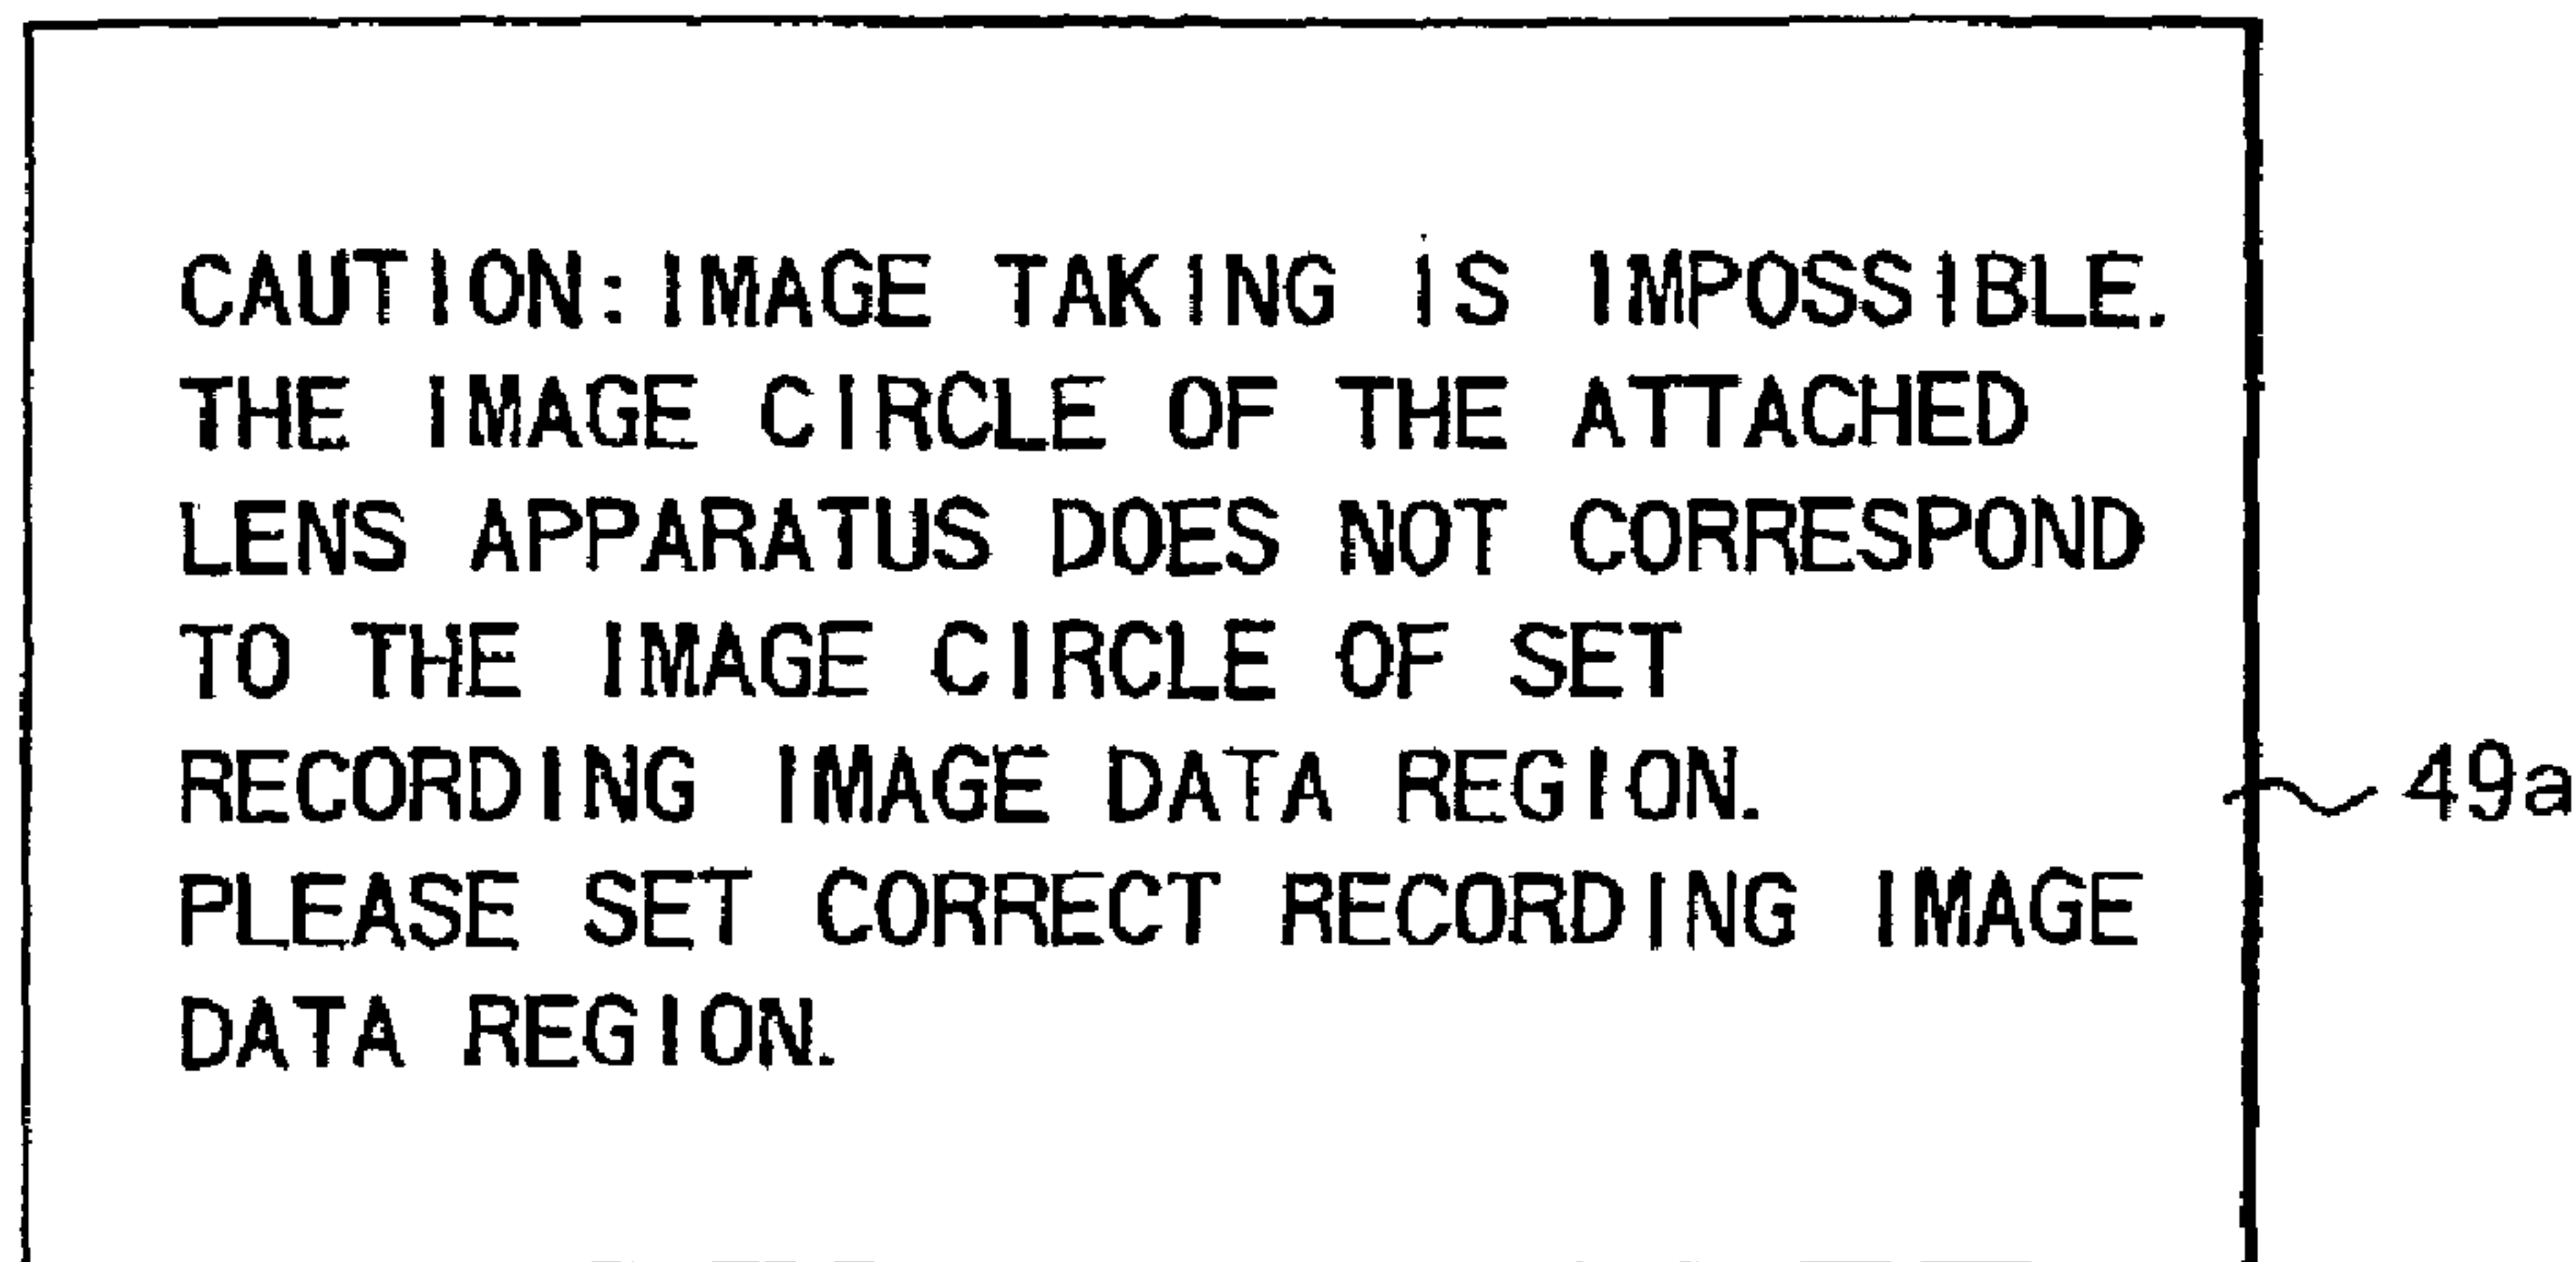 CAUTION:IMAGE TAKING IS IMPOSSIBLE.
THE IMAGE CIRCLE OF THE ATTACHED
LENS APPARATUS DOES NOT CORRESPOND
TO THE IMAGE CIRCLE OF SET
RECORDING IMAGE DATA REGION.
49a
PLEASE SET CORRECT RECORDING IMAGE
DATA REGION.